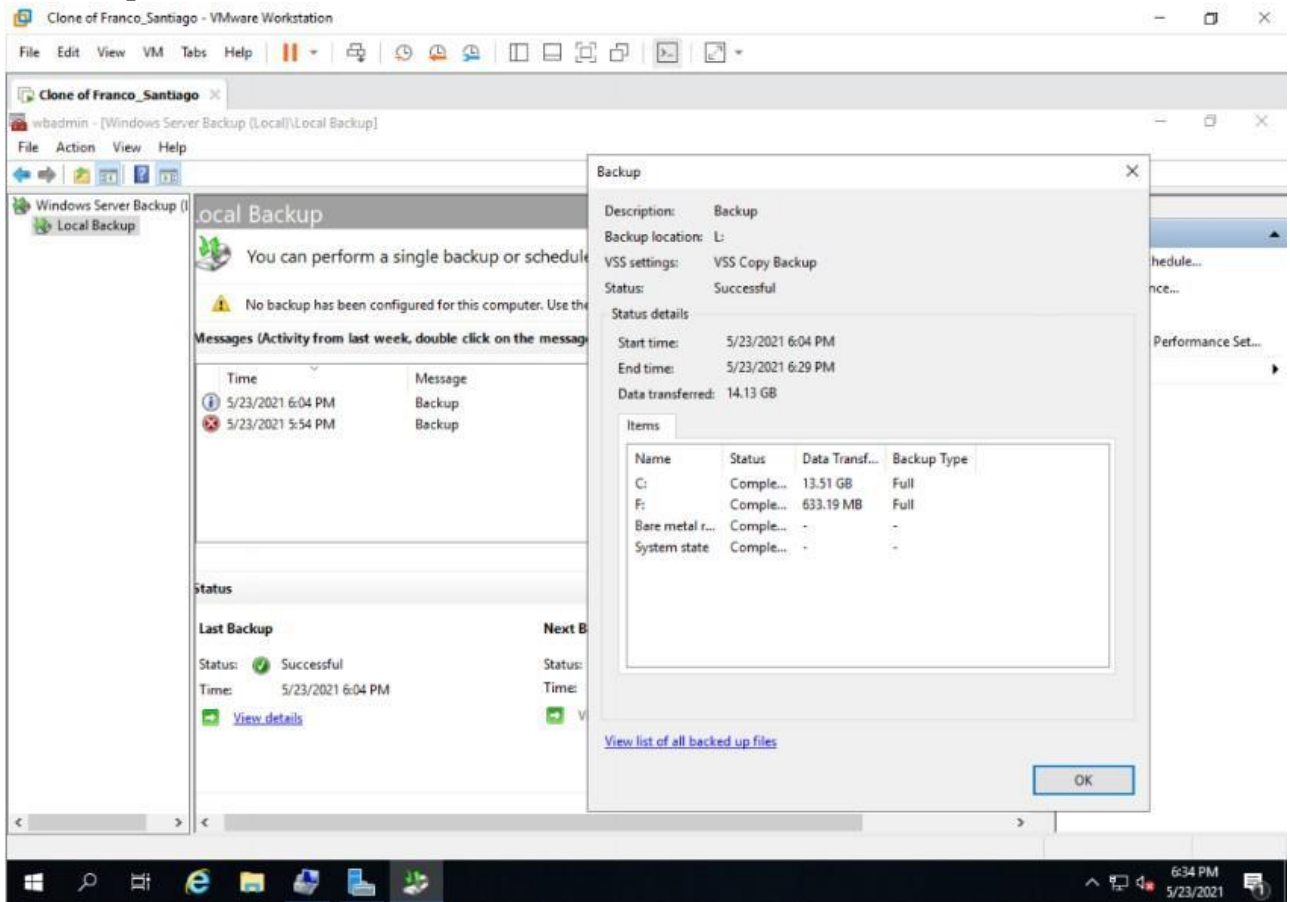 Clone of Franco_Santiago - VMware Workstation
File Edit View VM Tabs Help
Clone of Franco_Santiago
wbadmin - [Windows Server Backup (Local)\Local Backup]
File Action View Help
Windows Server Backup (l
Local Backup
ocal Backup
You can perform a single backup or schedule
No backup has been configured for this computer. Use the
Messages (Activity from last week, double click on the messag
Time Message
5/23/2021 6:04 PM Backup
5/23/2021 5:54 PM Backup
Status
Last Backup Next B
Status: Successful Status:
Time: 5/23/2021 6:04 PM Time:
View details V
Backup
Description: Backup
Backup location: L:
VSS settings: VSS Copy Backup
Status: Successful
Status details
Start time: 5/23/2021 6:04 PM
End time: 5/23/2021 6:29 PM
Data transferred: 14.13 GB
Items
Name Status Data Transf... Backup Type
C: Comple... 13.51 GB Full
F: Comple... 633.19 MB Full
Bare metal r... Comple... - -
System state Comple... - -
View list of all backed up files
OK
hedule...
nce...
Performance Set...
6:34 PM
5/23/2021
1